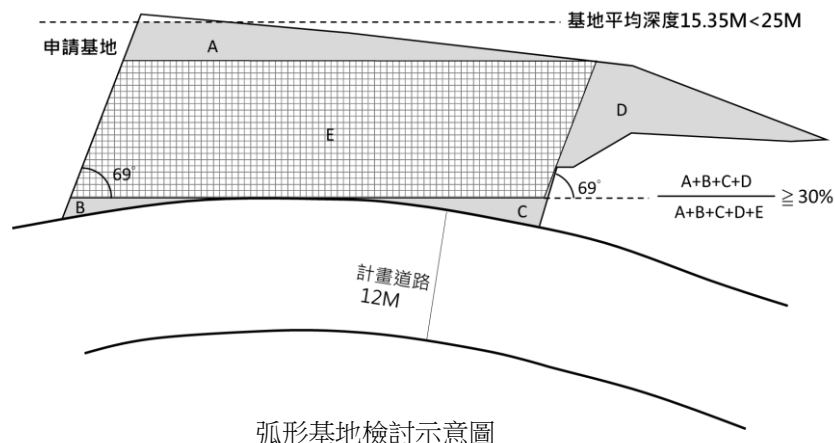 基地平均深度15.35M<25M
申請基地
A
D
E
69°
69°
A+B+C+D
A+B+C+D+E
≧30%
B
C
計畫道路
12M
弧形基地檢討示意圖